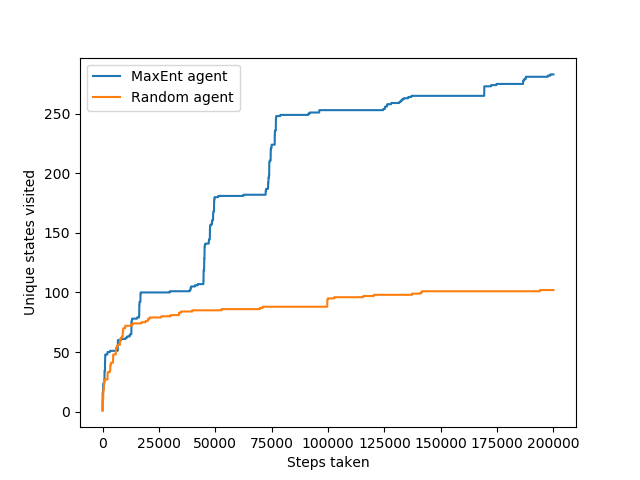 MaxEnt agent
Random agent
250
200
150
100
50
0
Unique states visited
0 25000 50000 75000 100000 125000 150000 175000 200000
Steps taken